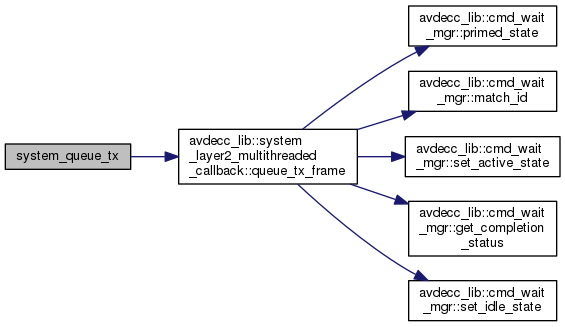 system_queue_tx
avdecc_lib::system
_layer2_multithreaded
_callback::queue_tx_frame
avdecc_lib::cmd_wait
_mgr::primed_state
avdecc_lib::cmd_wait
_mgr::match_id
avdecc_lib::cmd_wait
_mgr::set_active_state
avdecc_lib::cmd_wait
_mgr::get_completion
_status
avdecc_lib::cmd_wait
_mgr::set_idle_state